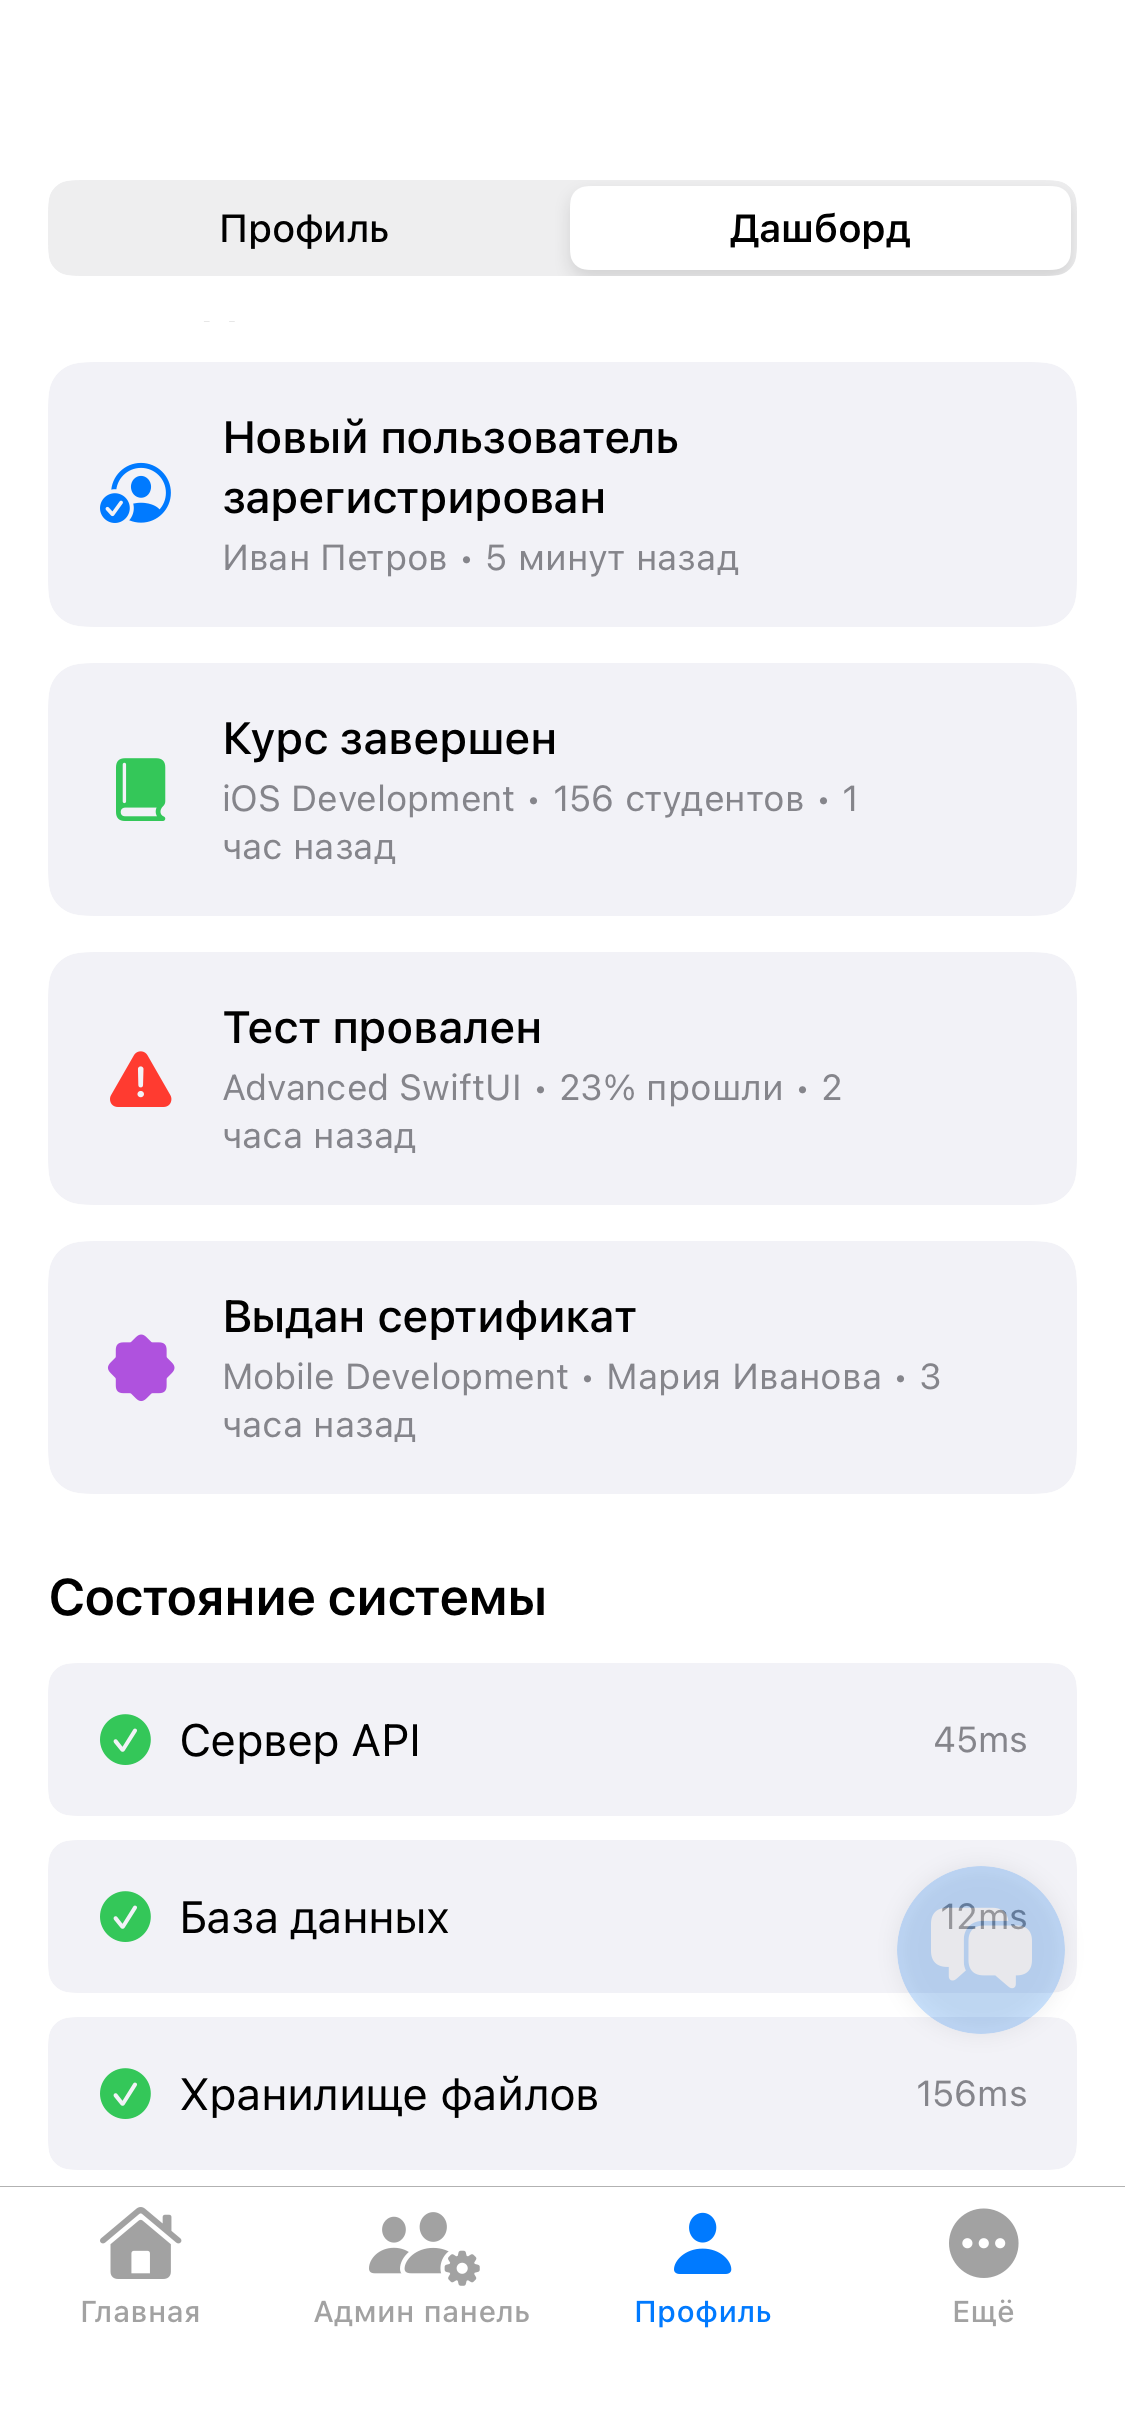 Профиль
Дашборд
Новый пользователь
зарегистрирован
Иван Петров • 5 минут назад
Курс завершен
iOS Development • 156 студентов • 1
час назад
Тест провален
Advanced SwiftUI • 23% прошли • 2
часа назад
Выдан сертификат
Mobile Development • Мария Иванова • 3
часа назад
Состояние системы
Сервер API
45ms
База данных
12ms
Хранилище файлов
156ms
Главная
Админ панель
Профиль
Ещё